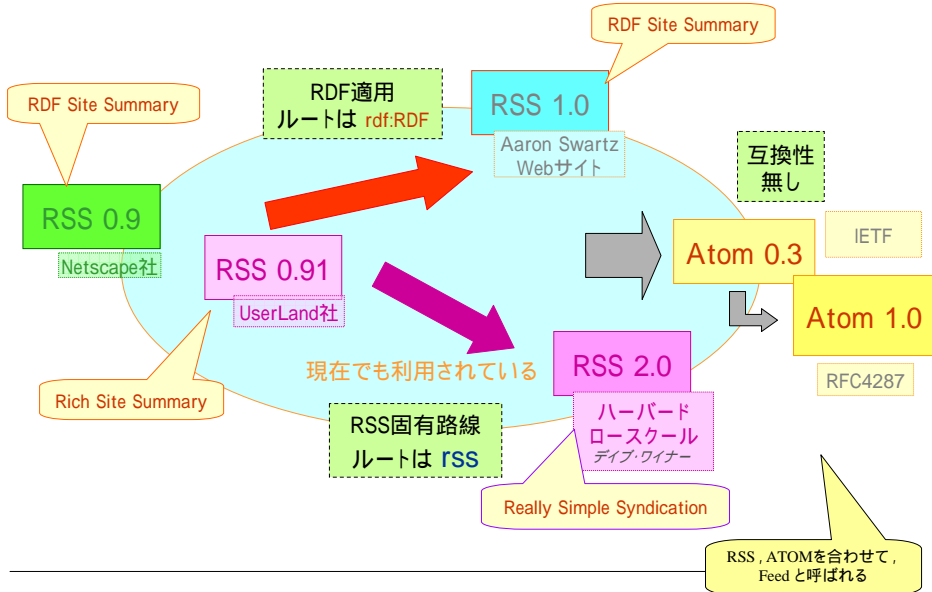 RDF Site Summary
RDF適用
ルートは rdf:RDF
RSS 1.0
Aaron Swartz
Webサイト
RDF Site Summary
互換性
無し
RSS 0.9
Netscape社
RSS 0.91
UserLand社
Atom 0.3
IETF
Atom 1.0
RFC4287
現在でも利用されている
RSS 2.0
ハーバード
ロースクール
デイブ・ワイナー
Rich Site Summary
RSS固有路線
ルートは rss
Really Simple Syndication
RSS , ATOMを合わせて ,
Feed と呼ばれる